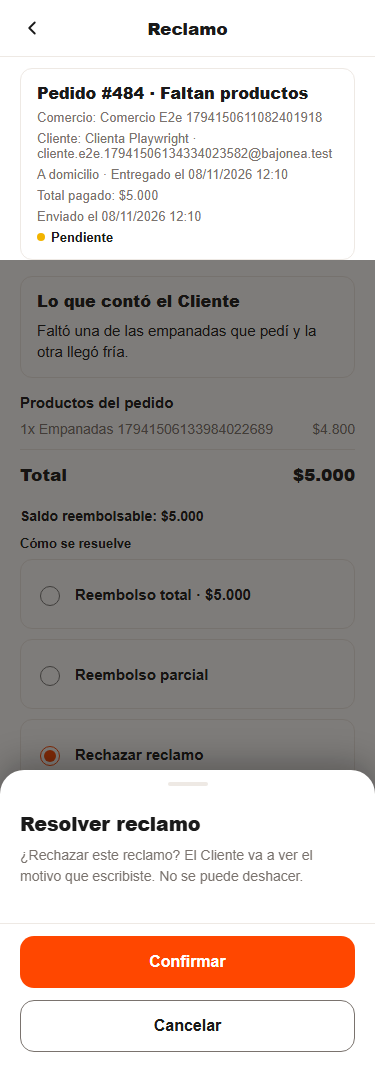 Reclamo
Pedido #484 · Faltan productos
Comercio: Comercio E2e 1794150611082401918
Cliente: Clienta Playwright ·
cliente.e2e.17941506134334023582@bajonea.test
A domicilio · Entregado el 08/11/2026 12:10
Total pagado: $5.000
Enviado el 08/11/2026 12:10
Pendiente
Lo que contó el Cliente
Faltó una de las empanadas que pedí y la
otra llegó fría.
Productos del pedido
1x Empanadas 17941506133984022689 $4.800
Total $5.000
Saldo reembolsable: $5.000
Cómo se resuelve
Reembolso total · $5.000
Reembolso parcial
Rechazar reclamo
Resolver reclamo
¿Rechazar este reclamo? El Cliente va a ver el
motivo que escribiste. No se puede deshacer.
Confirmar
Cancelar